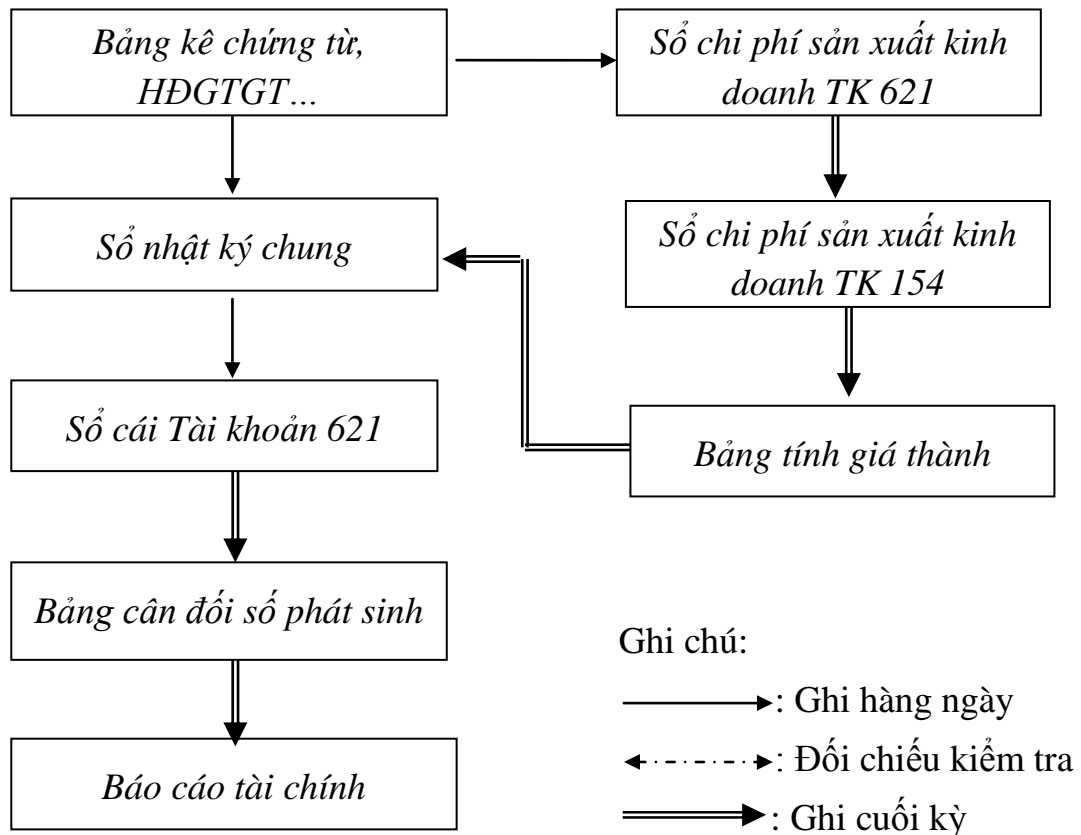 Bảng kê chứng từ,
HĐGTGT…
Sổ chi phí sản xuất kinh
doanh TK 621
Sổ nhật ký chung
Sổ chi phí sản xuất kinh
doanh TK 154
Sổ cái Tài khoản 621
Bảng tính giá thành
Bảng cân đối số phát sinh
Báo cáo tài chính
Ghi chú:
: Ghi hàng ngày
: Đối chiếu kiểm tra
: Ghi cuối kỳ